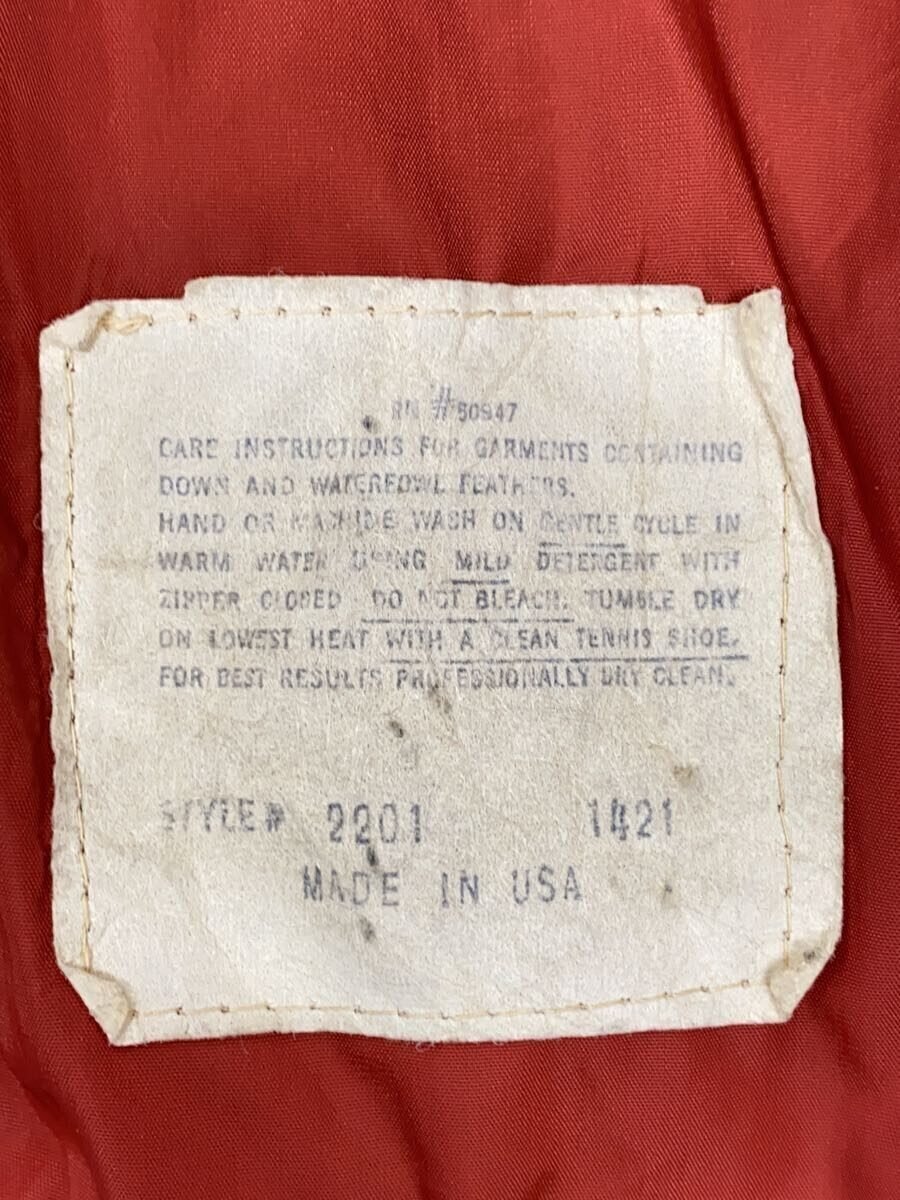 RN #50947
CARE INSTRUCTIONS FOR GARMENTS CONTAINING
DOWN AND WATERFOWL FEATHERS.
HAND OR MACHINE WASH ON GENTLE CYCLE IN
WARM WATER USING MILD DETERGENT WITH
ZIPPER CLOSED. DO NOT BLEACH. TUMBLE DRY
ON LOWEST HEAT WITH A CLEAN TENNIS SHOE.
FOR BEST RESULTS PROFESSIONALLY DRY CLEAN.
STYLE# 2201 1421
MADE IN USA